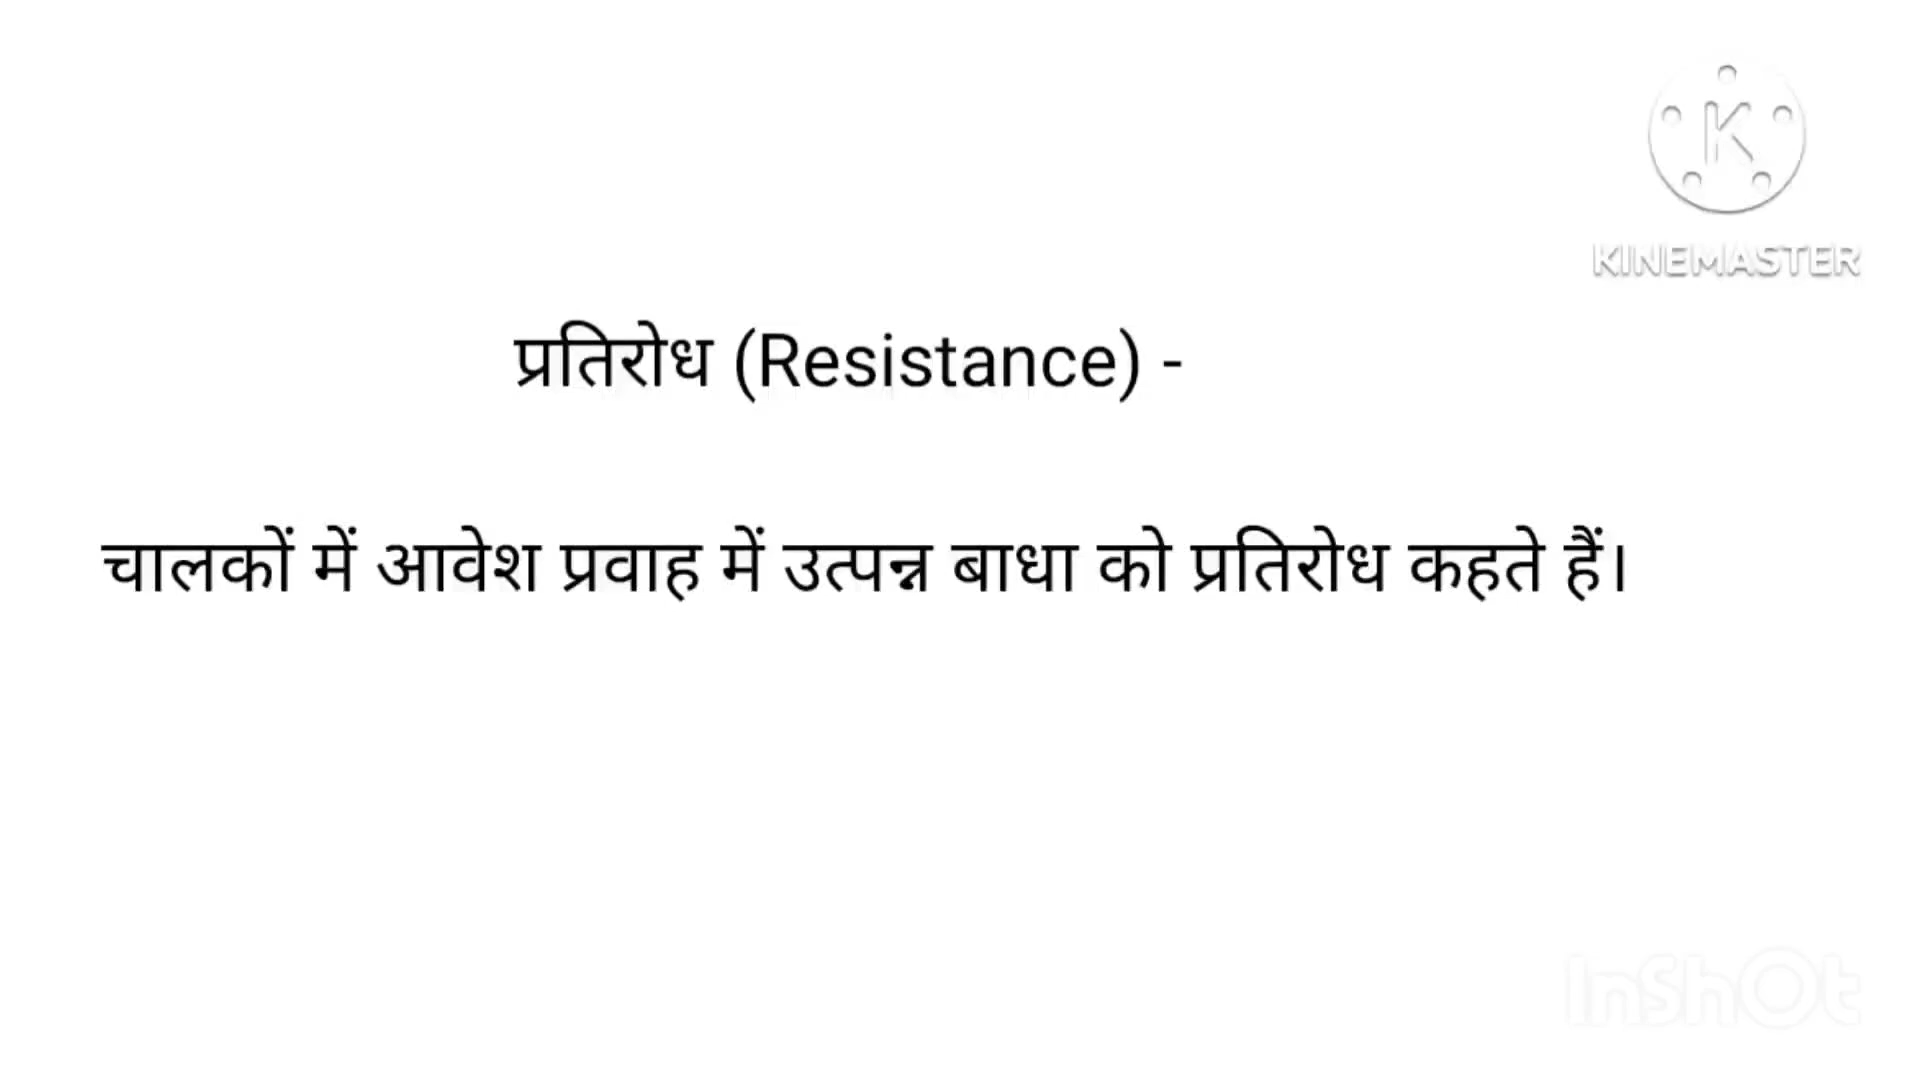 KINEMASTER
प्रतिरोध (Resistance) -
चालकों में आवेश प्रवाह में उत्पन्न बाधा को प्रतिरोध कहते हैं।
InShOt